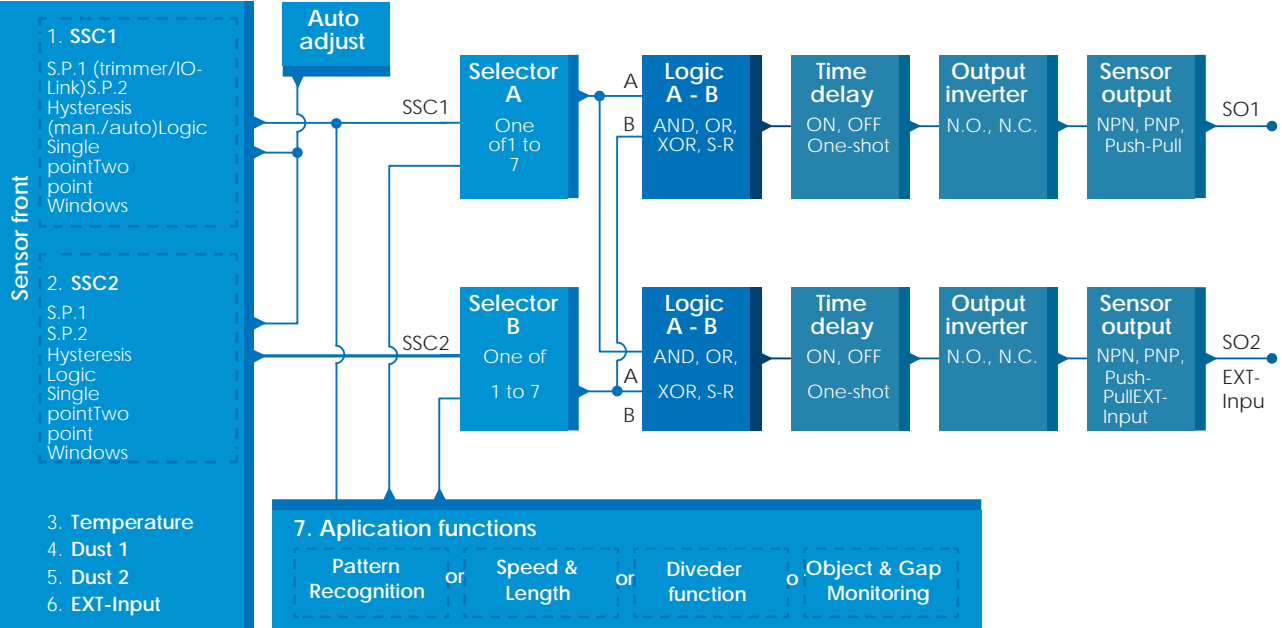 Sensor front
1. SSC1
S.P.1 (trimmer/IO-
Link)S.P.2
Hysteresis
(man./auto)Logic
Single
pointTwo
point
Windows
2. SSC2
S.P.1
S.P.2
Hysteresis
Logic
Single
pointTwo
point
Windows
3. Temperature
4. Dust 1
5. Dust 2
6. EXT-Input
Auto
adjust
SSC1
Selector
A
One
of1 to
7
A
B
Logic
A - B
AND, OR,
XOR, S-R
Time
delay
ON, OFF
One-shot
Output
inverter
N.O., N.C.
Sensor
output
NPN, PNP,
Push-Pull
SO1
SSC2
Selector
B
One of
1 to 7
A
B
Logic
A - B
AND, OR,
XOR, S-R
Time
delay
ON, OFF
One-shot
Output
inverter
N.O., N.C.
Sensor
output
NPN, PNP,
Push-
PullEXT-
Input
SO2
EXT-
Inpu
7. Aplication functions
Pattern
Recognition
or
Speed &
Length
or
Diveder
function
o
Object & Gap
Monitoring